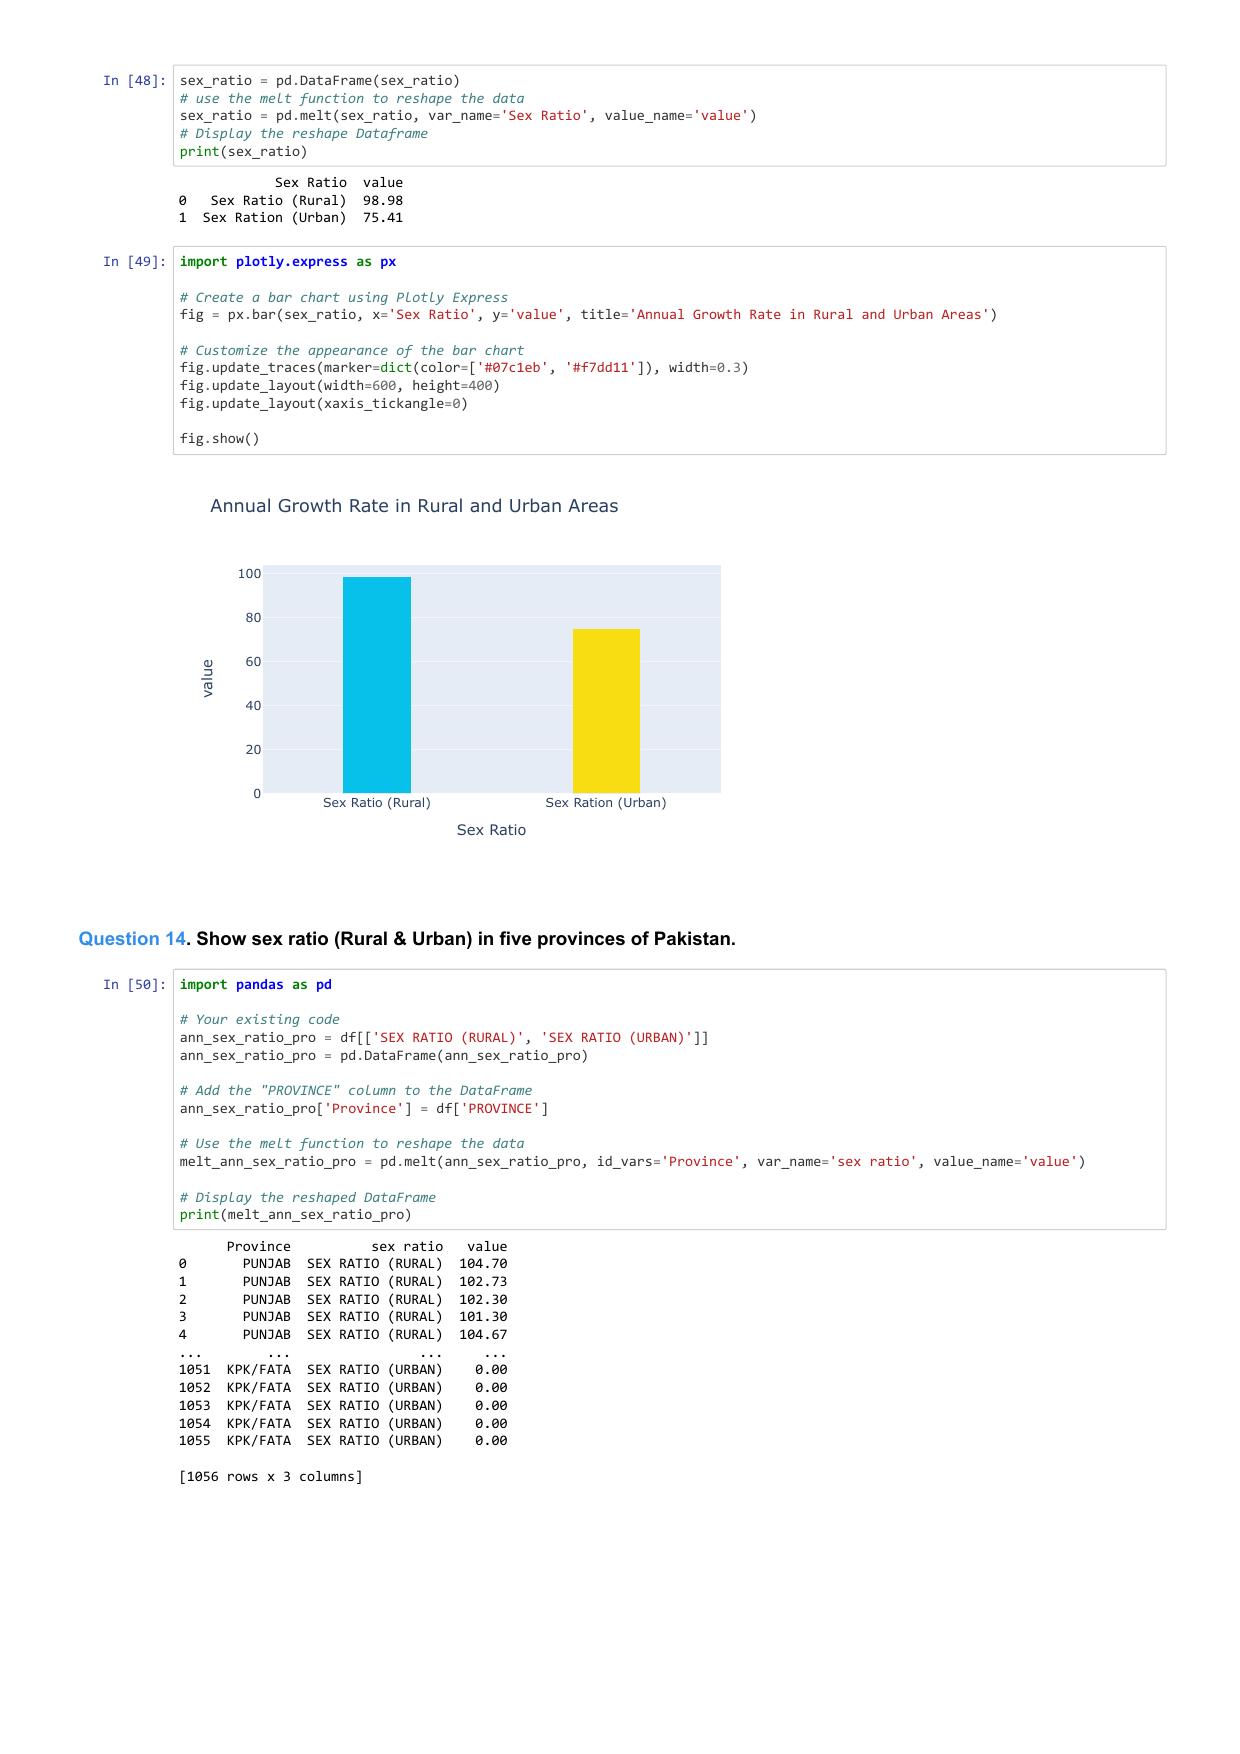 In [48]: sex_ratio = pd.DataFrame(sex_ratio)
# use the melt function to reshape the data
sex_ratio = pd.melt(sex_ratio, var_name='Sex Ratio', value_name='value')
# Display the reshape Dataframe
print(sex_ratio)
Sex Ratio value
0 Sex Ratio (Rural) 98.98
1 Sex Ration (Urban) 75.41
In [49]: import plotly.express as px
# Create a bar chart using Plotly Express
fig = px.bar(sex_ratio, x='Sex Ratio', y='value', title='Annual Growth Rate in Rural and Urban Areas')
# Customize the appearance of the bar chart
fig.update_traces(marker=dict(color=['#07c1eb', '#f7dd11']), width=0.3)
fig.update_layout(width=600, height=400)
fig.update_layout(xaxis_tickangle=0)
fig.show()
Annual Growth Rate in Rural and Urban Areas
100
80
60
40
20
0
value
Sex Ratio (Rural) Sex Ration (Urban)
Sex Ratio
Question 14. Show sex ratio (Rural & Urban) in five provinces of Pakistan.
In [50]: import pandas as pd
# Your existing code
ann_sex_ratio_pro = df[['SEX RATIO (RURAL)', 'SEX RATIO (URBAN)']]
ann_sex_ratio_pro = pd.DataFrame(ann_sex_ratio_pro)
# Add the "PROVINCE" column to the DataFrame
ann_sex_ratio_pro['Province'] = df['PROVINCE']
# Use the melt function to reshape the data
melt_ann_sex_ratio_pro = pd.melt(ann_sex_ratio_pro, id_vars='Province', var_name='sex ratio', value_name='value')
# Display the reshaped DataFrame
print(melt_ann_sex_ratio_pro)
Province sex ratio value
0 PUNJAB SEX RATIO (RURAL) 104.70
1 PUNJAB SEX RATIO (RURAL) 102.73
2 PUNJAB SEX RATIO (RURAL) 102.30
3 PUNJAB SEX RATIO (RURAL) 101.30
4 PUNJAB SEX RATIO (RURAL) 104.67
... ... ... ...
1051 KPK/FATA SEX RATIO (URBAN) 0.00
1052 KPK/FATA SEX RATIO (URBAN) 0.00
1053 KPK/FATA SEX RATIO (URBAN) 0.00
1054 KPK/FATA SEX RATIO (URBAN) 0.00
1055 KPK/FATA SEX RATIO (URBAN) 0.00
[1056 rows x 3 columns]